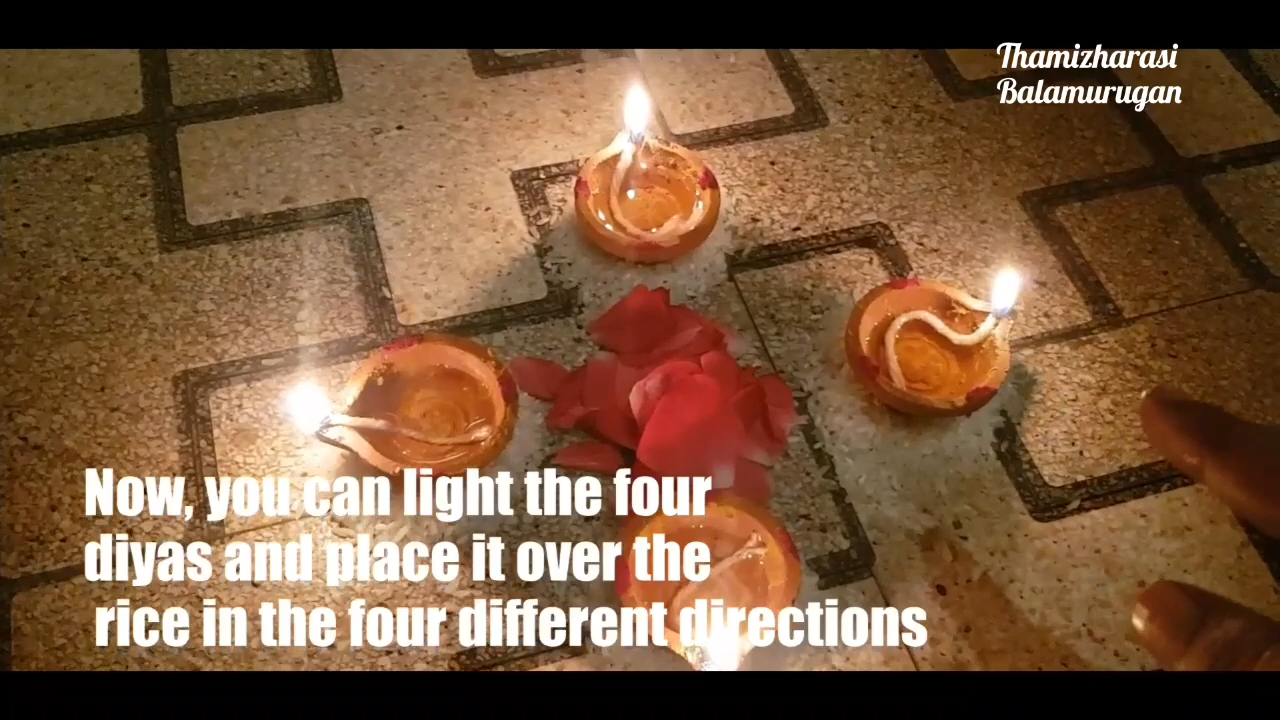 Thamizharasi
Balamurugan
Now, you can light the four
diyas and place it over the
rice in the four different directions